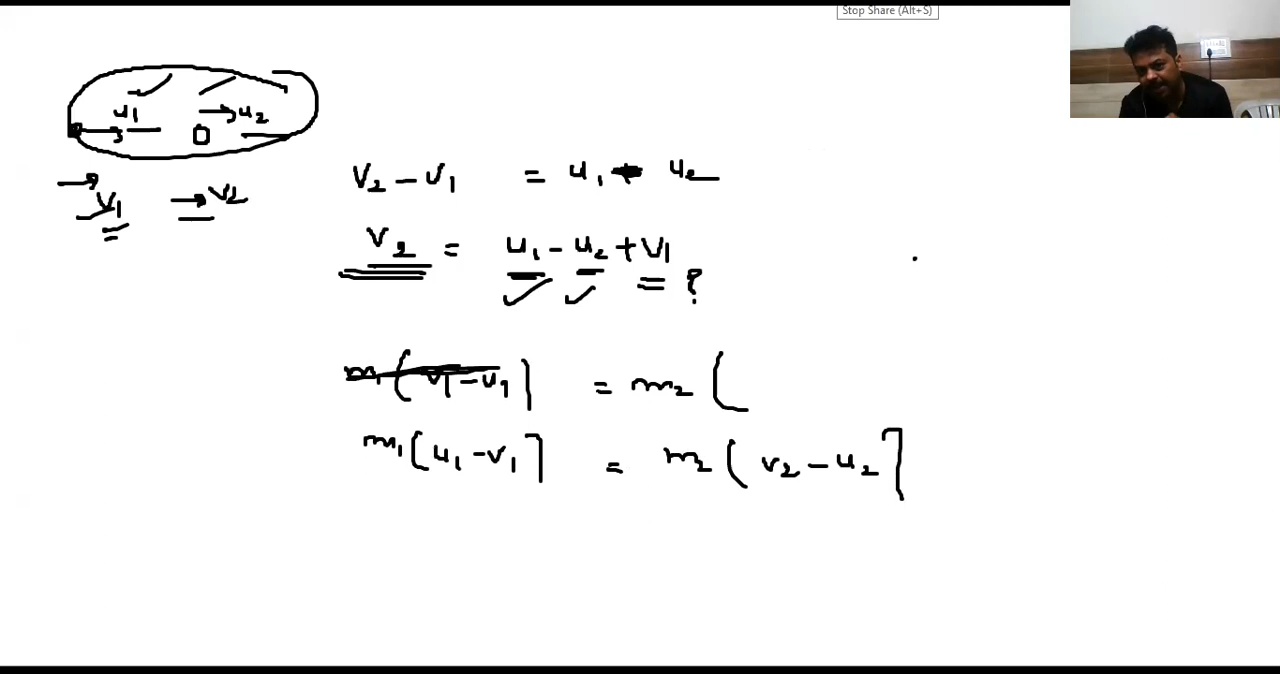 Stop Share (Alt+S)
u1 u2
v1 v2
v2 - v1 = u1 - u2
v2 = u1 - u2 + v1
= ?
m1 ( v1 - u1 ] = m2 (
m1 [ u1 - v1 ] = m2 ( v2 - u2 ]